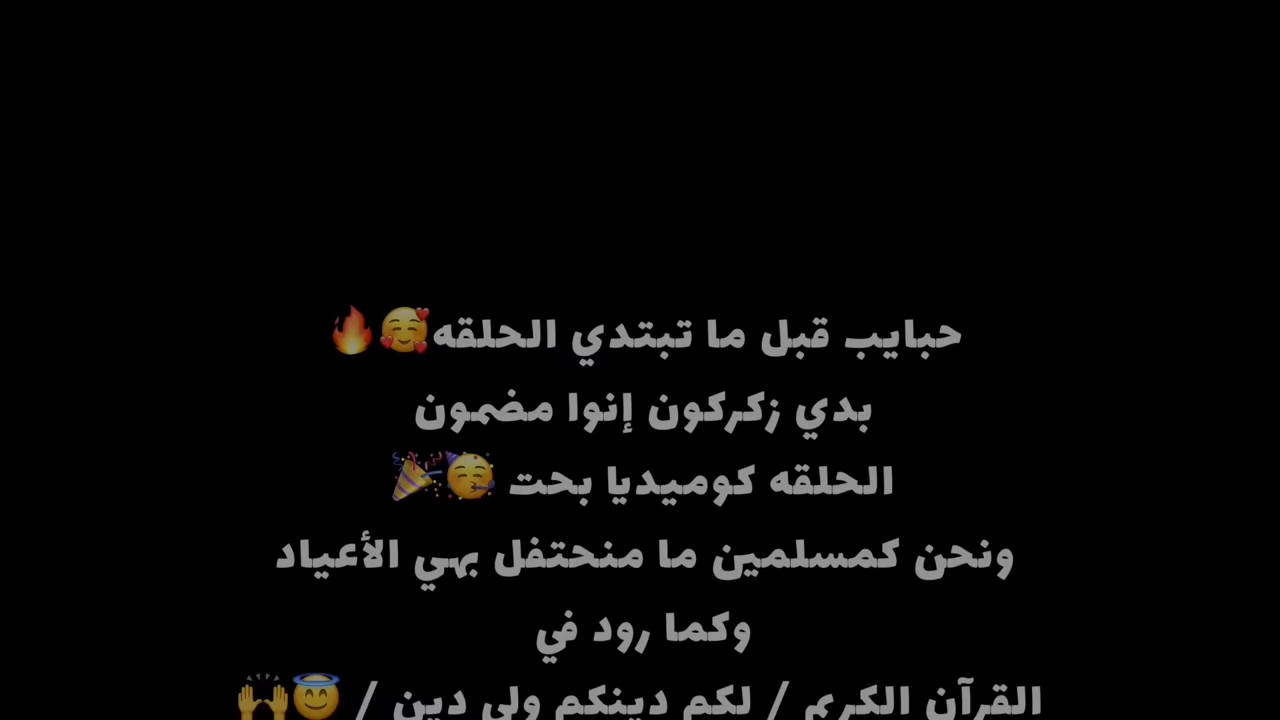 حبايب قبل ما تبتدي الحلقه🥰🔥
بدي زكركون إنوا مضمون
الحلقه كوميديا بحت 🥳🎉
ونحن كمسلمين ما منحتفل بهي الأعياد
وكما رود في
القرآن الكريم / لكم دينكم ولي دين / 😇🙌